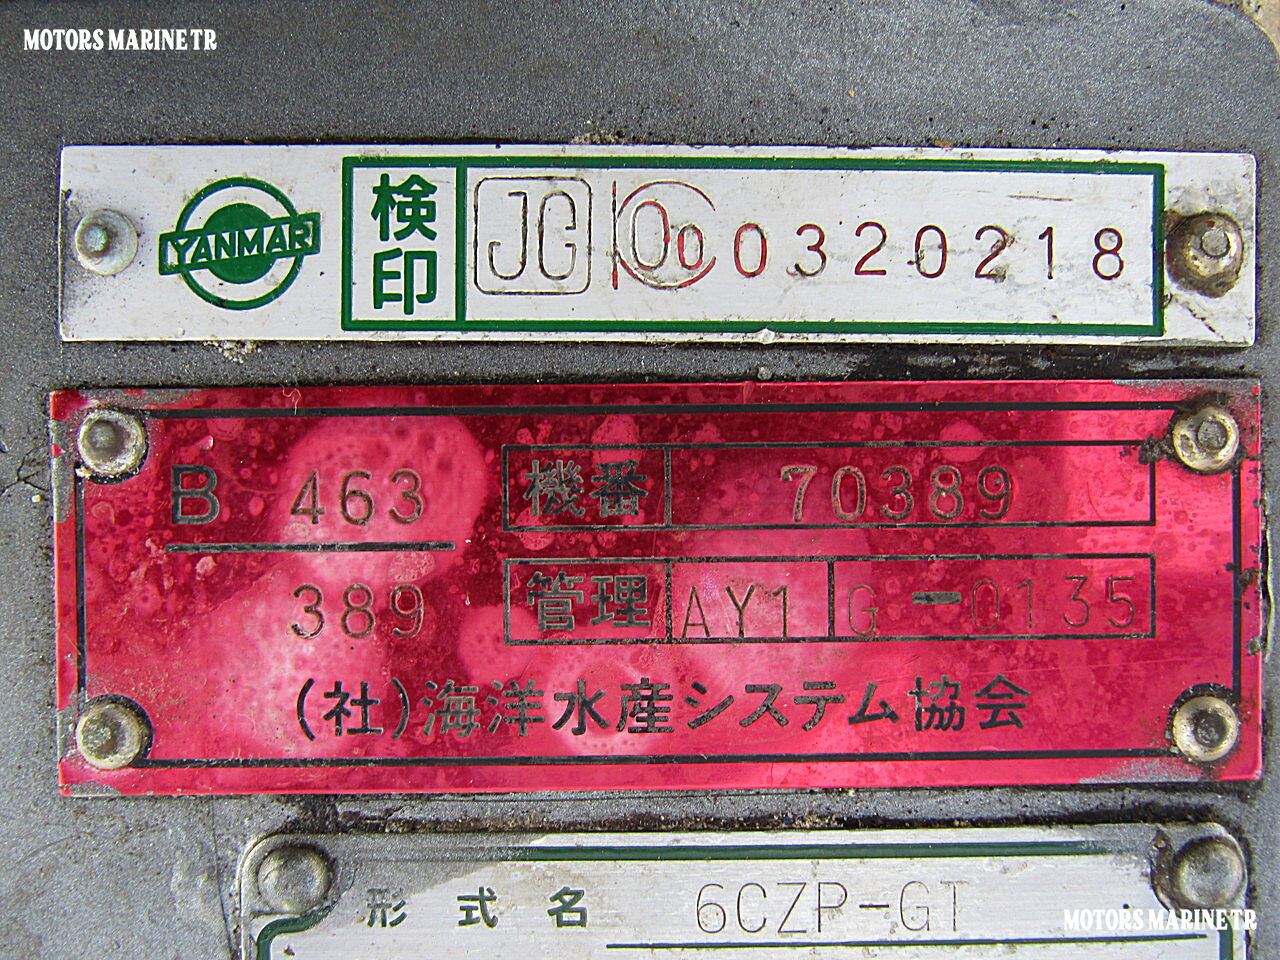 MOTORS MARINE TR
YANMAR
検印 JG 0320218
B 463 機番 70389
389 管理 AY1 G-0135
(社)海洋水産システム協会
形式名 6CZP-GT
MOTORS MARINE TR